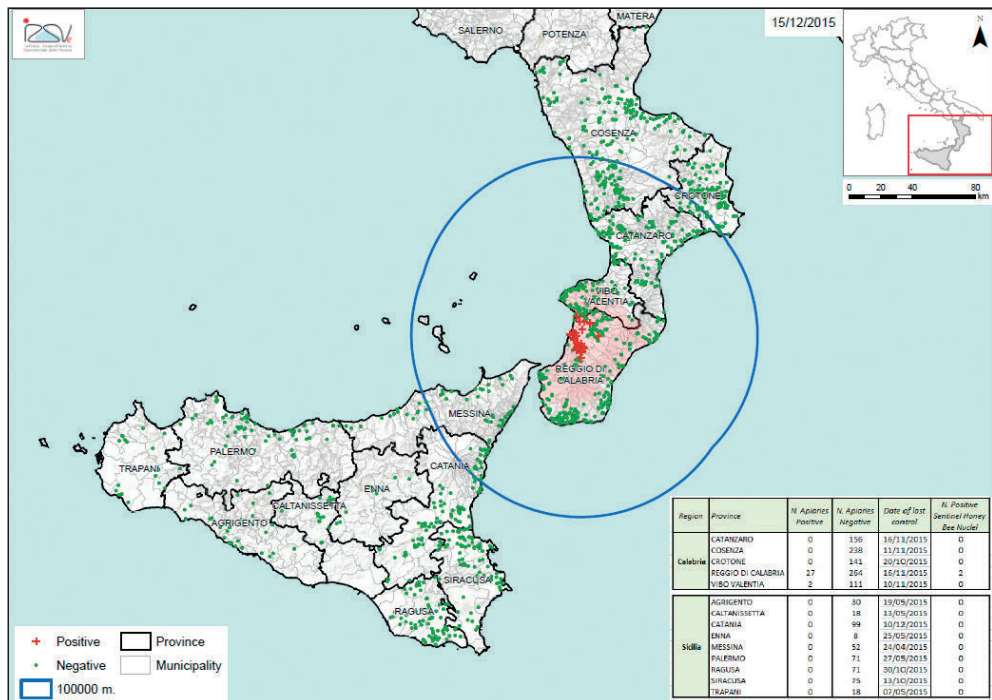 MATERA
SALERNO
POTENZA
15/12/2015
N
COSENZA
0 20 40 80
km
CROTONE
CATANZARO
VIBO
VALENTIA
REGGIO DI
CALABRIA
MESSINA
PALERMO
TRAPANI
CATANIA
ENNA
CALTANISSETTA
AGRIGENTO
SIRACUSA
RAGUSA
Positive
Province
Negative
Municipality
100000 m.
Region Province N. Apiaries Positive N. Apiaries Negative Date of last control N. Positive Sentinel Honey Bee Nuclei
Calabria
CATANZARO 0 156 16/11/2015 0
COSENZA 0 238 11/11/2015 0
CROTONE 0 141 20/10/2015 0
REGGIO DI CALABRIA 27 264 16/11/2015 2
VIBO VALENTIA 2 111 10/11/2015 0
Sicilia
AGRIGENTO 0 30 19/05/2015 0
CALTANISSETTA 0 18 13/05/2015 0
CATANIA 0 99 10/12/2015 0
ENNA 0 8 25/05/2015 0
MESSINA 0 52 24/04/2015 0
PALERMO 0 71 27/05/2015 0
RAGUSA 0 71 30/10/2015 0
SIRACUSA 0 75 13/10/2015 0
TRAPANI 0 18 07/05/2015 0